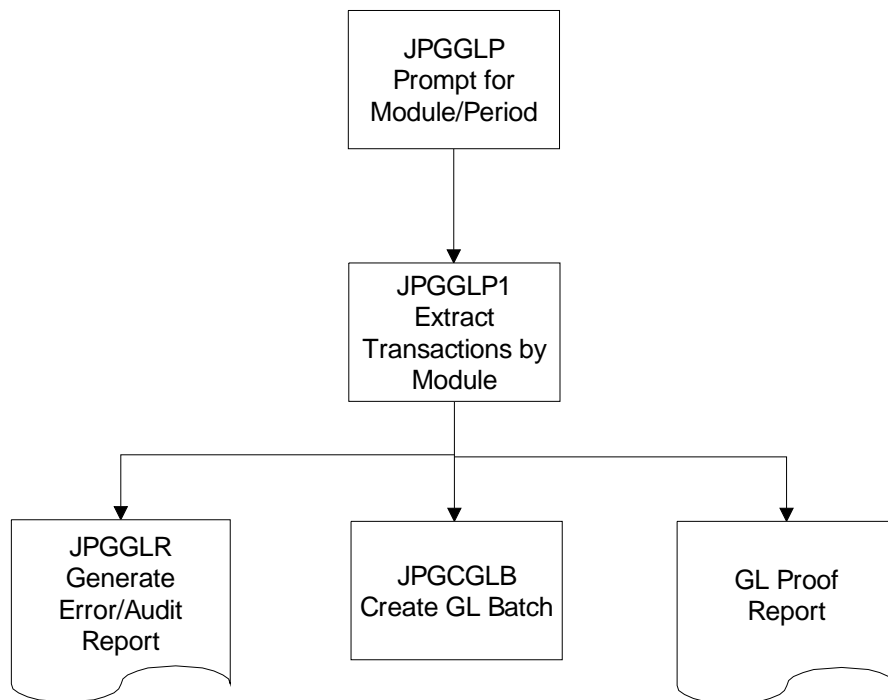 JPGGLP
Prompt for
Module/Period
JPGGLP1
Extract
Transactions by
Module
JPGGLR
Generate
Error/Audit
Report
JPGCGLB
Create GL Batch
GL Proof
Report